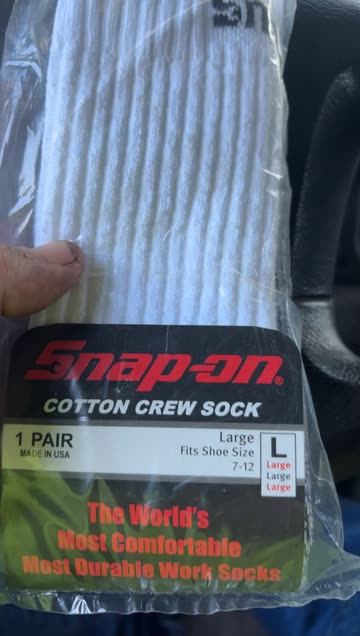 Snap-on®
COTTON CREW SOCK
1 PAIR
MADE IN USA
Large
Fits Shoe Size
7-12
L
Large
Large
Large
The World's
Most Comfortable
Most Durable Work Socks